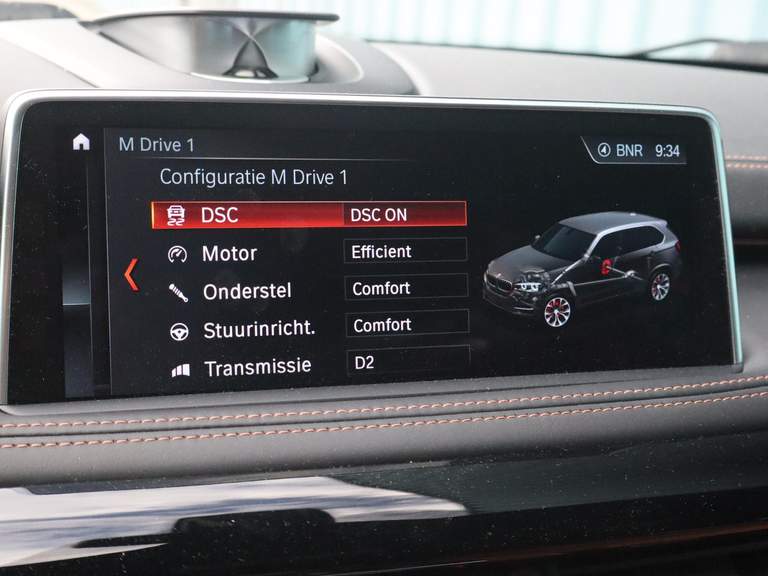 M Drive 1
BNR 9:34
Configuratie M Drive 1
DSC DSC ON
Motor Efficient
Onderstel Comfort
Stuurinricht. Comfort
Transmissie D2